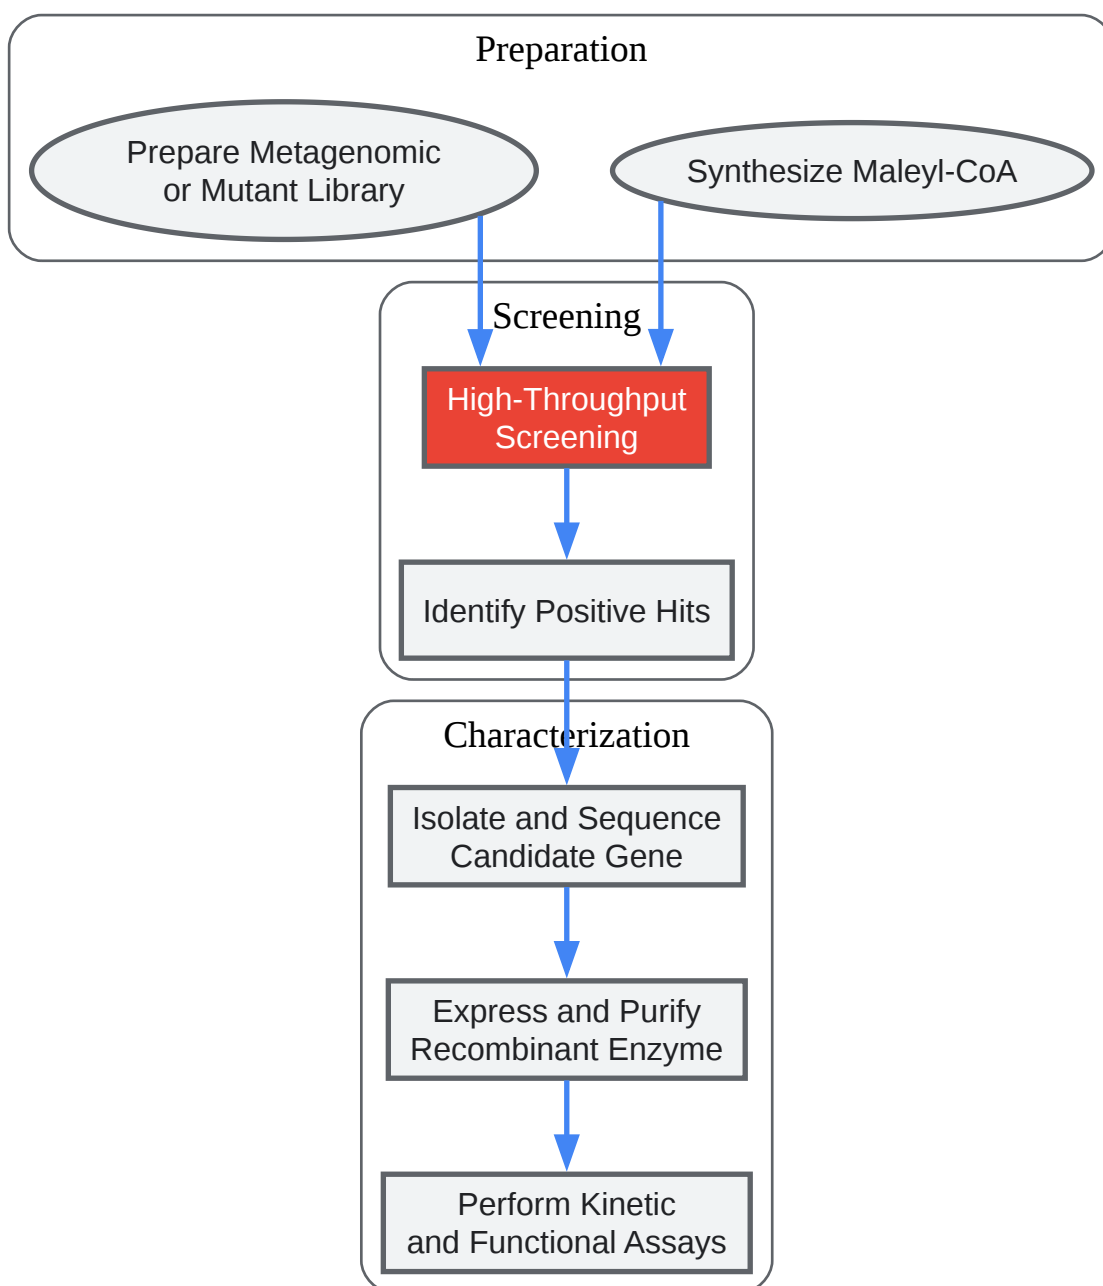 Preparation
Prepare Metagenomic
or Mutant Library
Synthesize Maleyl-CoA
Screening
High-Throughput
Screening
Identify Positive Hits
Characterization
Isolate and Sequence
Candidate Gene
Express and Purify
Recombinant Enzyme
Perform Kinetic
and Functional Assays